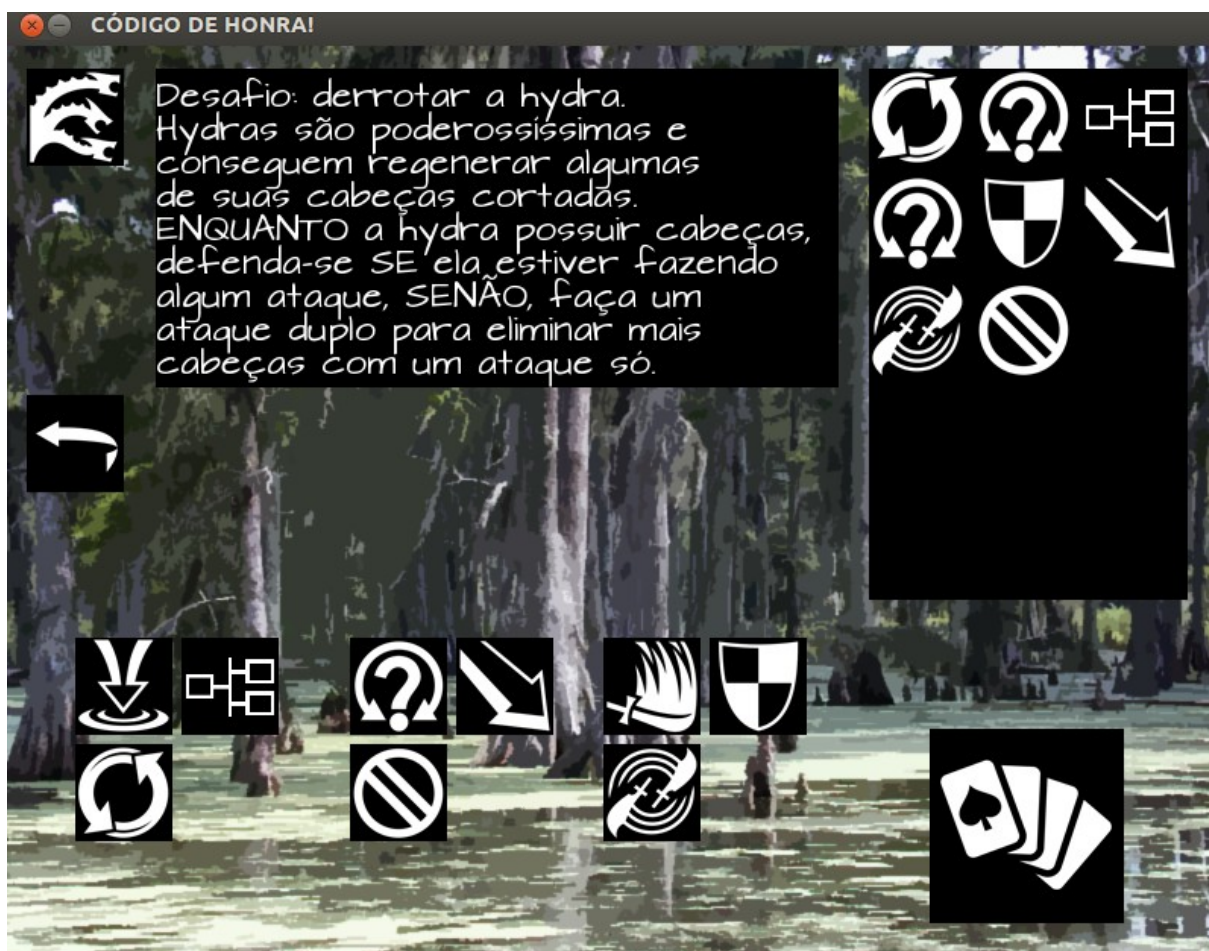 CÓDIGO DE HONRA!
Desafio: derrotar a hydra.
Hydras são poderossissimas e
conseguem regenerar algumas
de suas cabeças cortadas.
ENQUANTO a hydra possuir cabeças,
defenda-se SE ela estiver fazendo
algum ataque, SENÃO, faça um
ataque duplo para eliminar mais
cabeças com um ataque só.